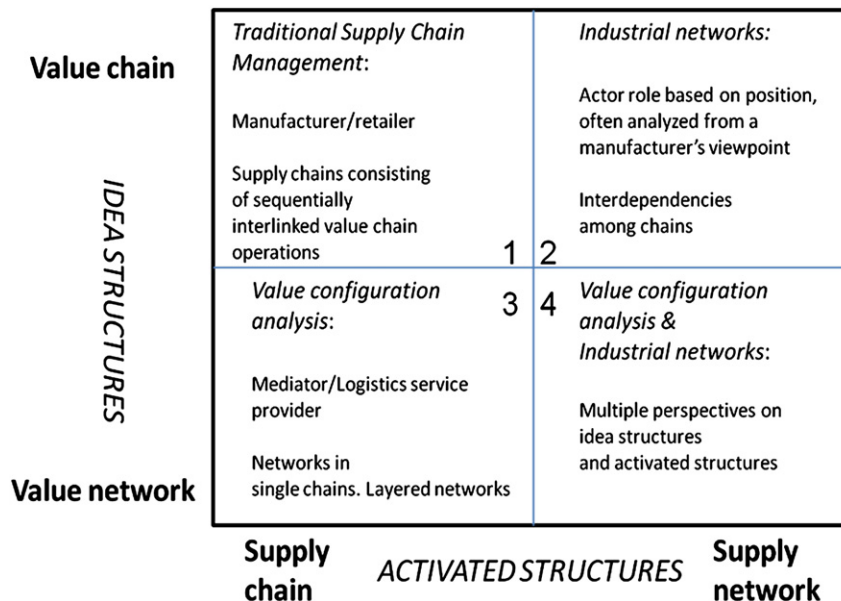 Value chain
IDEA STRUCTURES
Value network
Traditional Supply Chain
Management:
Manufacturer/retailer
Supply chains consisting
of sequentially
interlinked value chain
operations
1
Industrial networks:
Actor role based on position,
often analyzed from a
manufacturer's viewpoint
Interdependencies
among chains
2
Value configuration
analysis:
Mediator/Logistics service
provider
Networks in
single chains. Layered networks
3
4
Value configuration
analysis &
Industrial networks:
Multiple perspectives on
idea structures
and activated structures
Supply
chain
ACTIVATED STRUCTURES
Supply
network